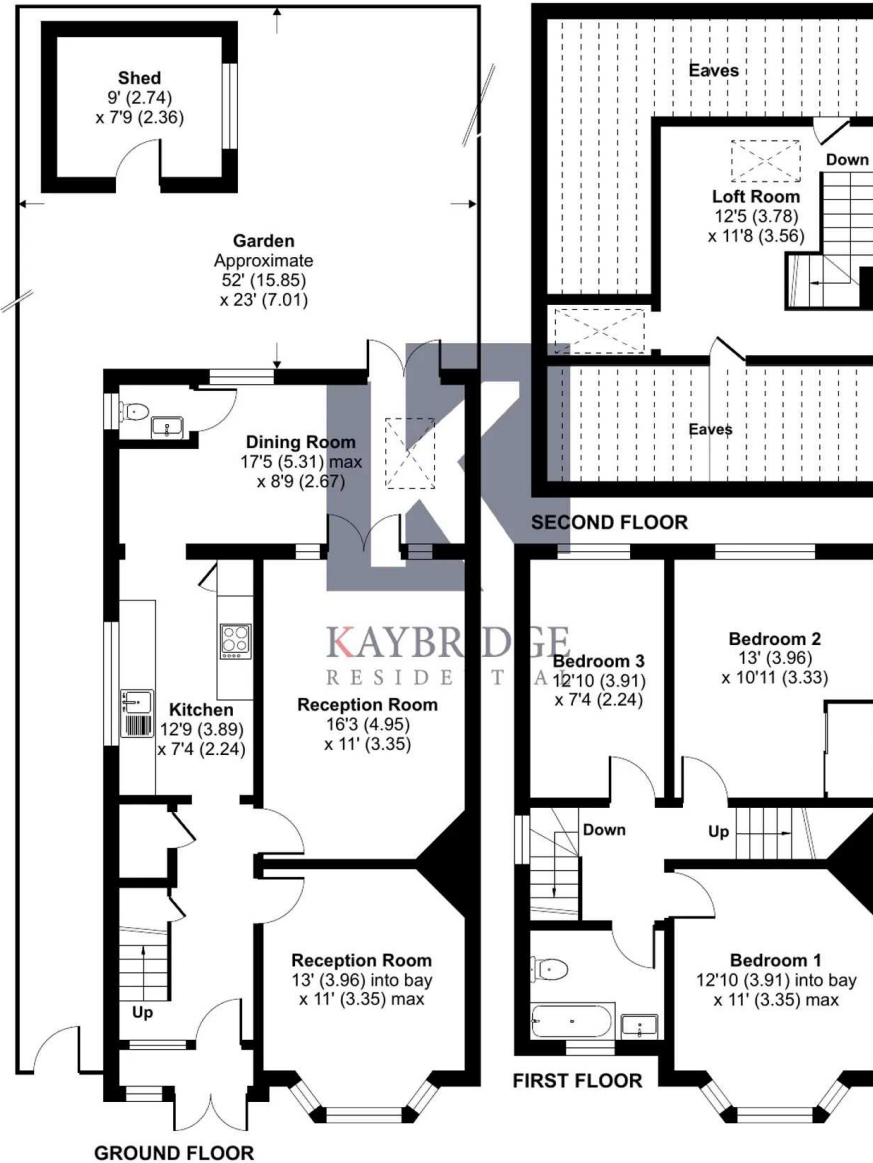 Shed
9' (2.74)
x 7'9 (2.36)
Garden
Approximate
52' (15.85)
x 23' (7.01)
Dining Room
17'5 (5.31) max
x 8'9 (2.67)
Kitchen
12'9 (3.89)
x 7'4 (2.24)
Reception Room
16'3 (4.95)
x 11' (3.35)
Reception Room
13' (3.96) into bay
x 11' (3.35) max
Up
GROUND FLOOR
Eaves
Down
Loft Room
12'5 (3.78)
x 11'8 (3.56)
Eaves
SECOND FLOOR
KAYBRIDGE
RESIDENTIAL
Bedroom 3
12'10 (3.91)
x 7'4 (2.24)
Bedroom 2
13' (3.96)
x 10'11 (3.33)
Down
Up
Bedroom 1
12'10 (3.91) into bay
x 11' (3.35) max
FIRST FLOOR